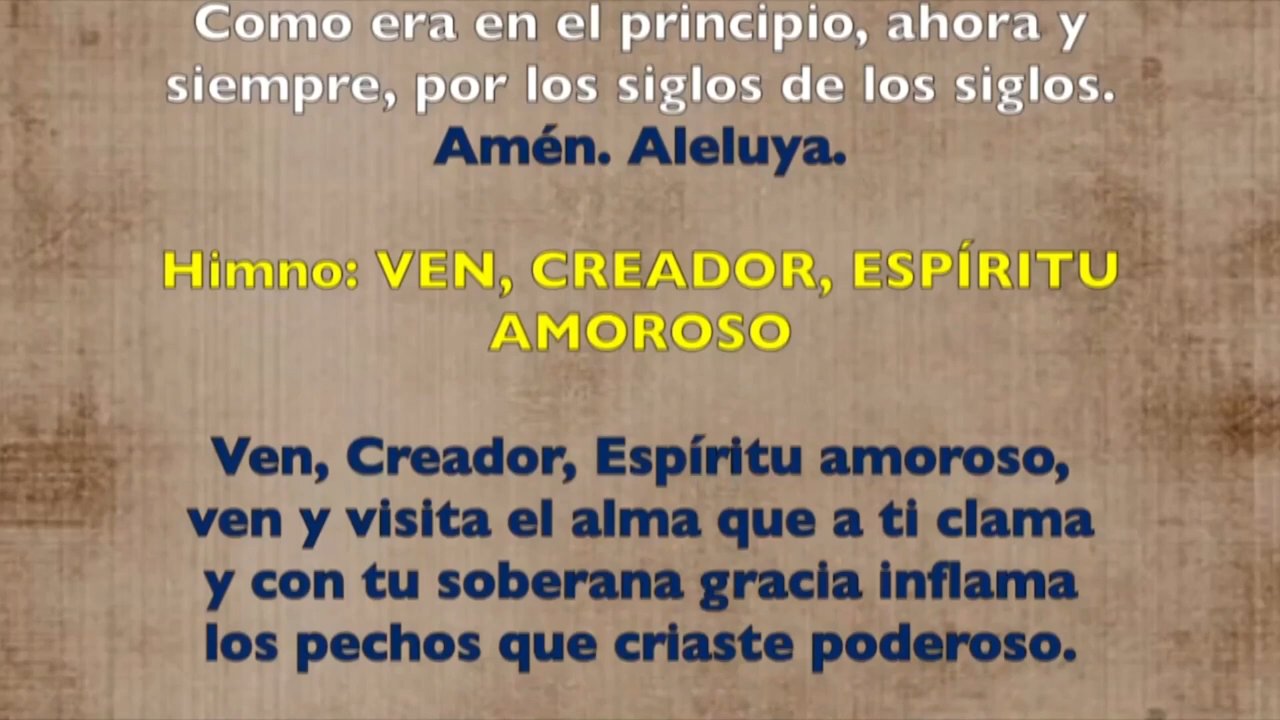 Como era en el principio, ahora y
siempre, por los siglos de los siglos.
Amén. Aleluya.
Himno: VEN, CREADOR, ESPÍRITU
AMOROSO
Ven, Creador, Espíritu amoroso,
ven y visita el alma que a ti clama
y con tu soberana gracia inflama
los pechos que criaste poderoso.